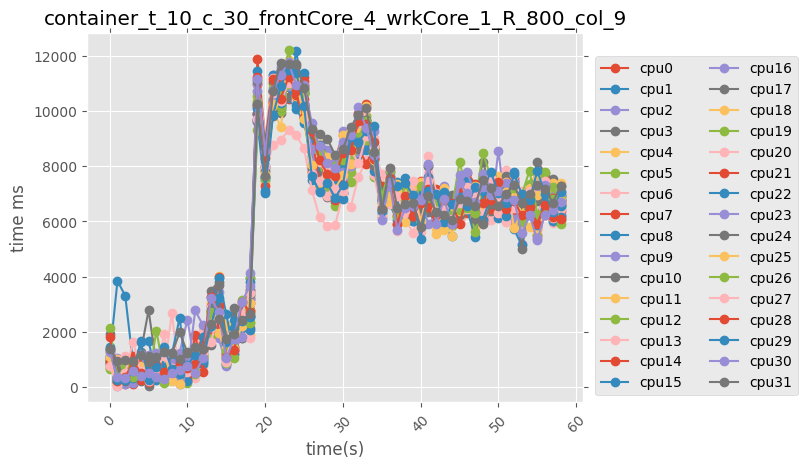 container_t_10_c_30_frontCore_4_wrkCore_1_R_800_col_9
time ms
12000
10000
8000
6000
4000
2000
0
0
10
20
30
40
50
60
time(s)
cpu0
cpu1
cpu2
cpu3
cpu4
cpu5
cpu6
cpu7
cpu8
cpu9
cpu10
cpu11
cpu12
cpu13
cpu14
cpu15
cpu16
cpu17
cpu18
cpu19
cpu20
cpu21
cpu22
cpu23
cpu24
cpu25
cpu26
cpu27
cpu28
cpu29
cpu30
cpu31